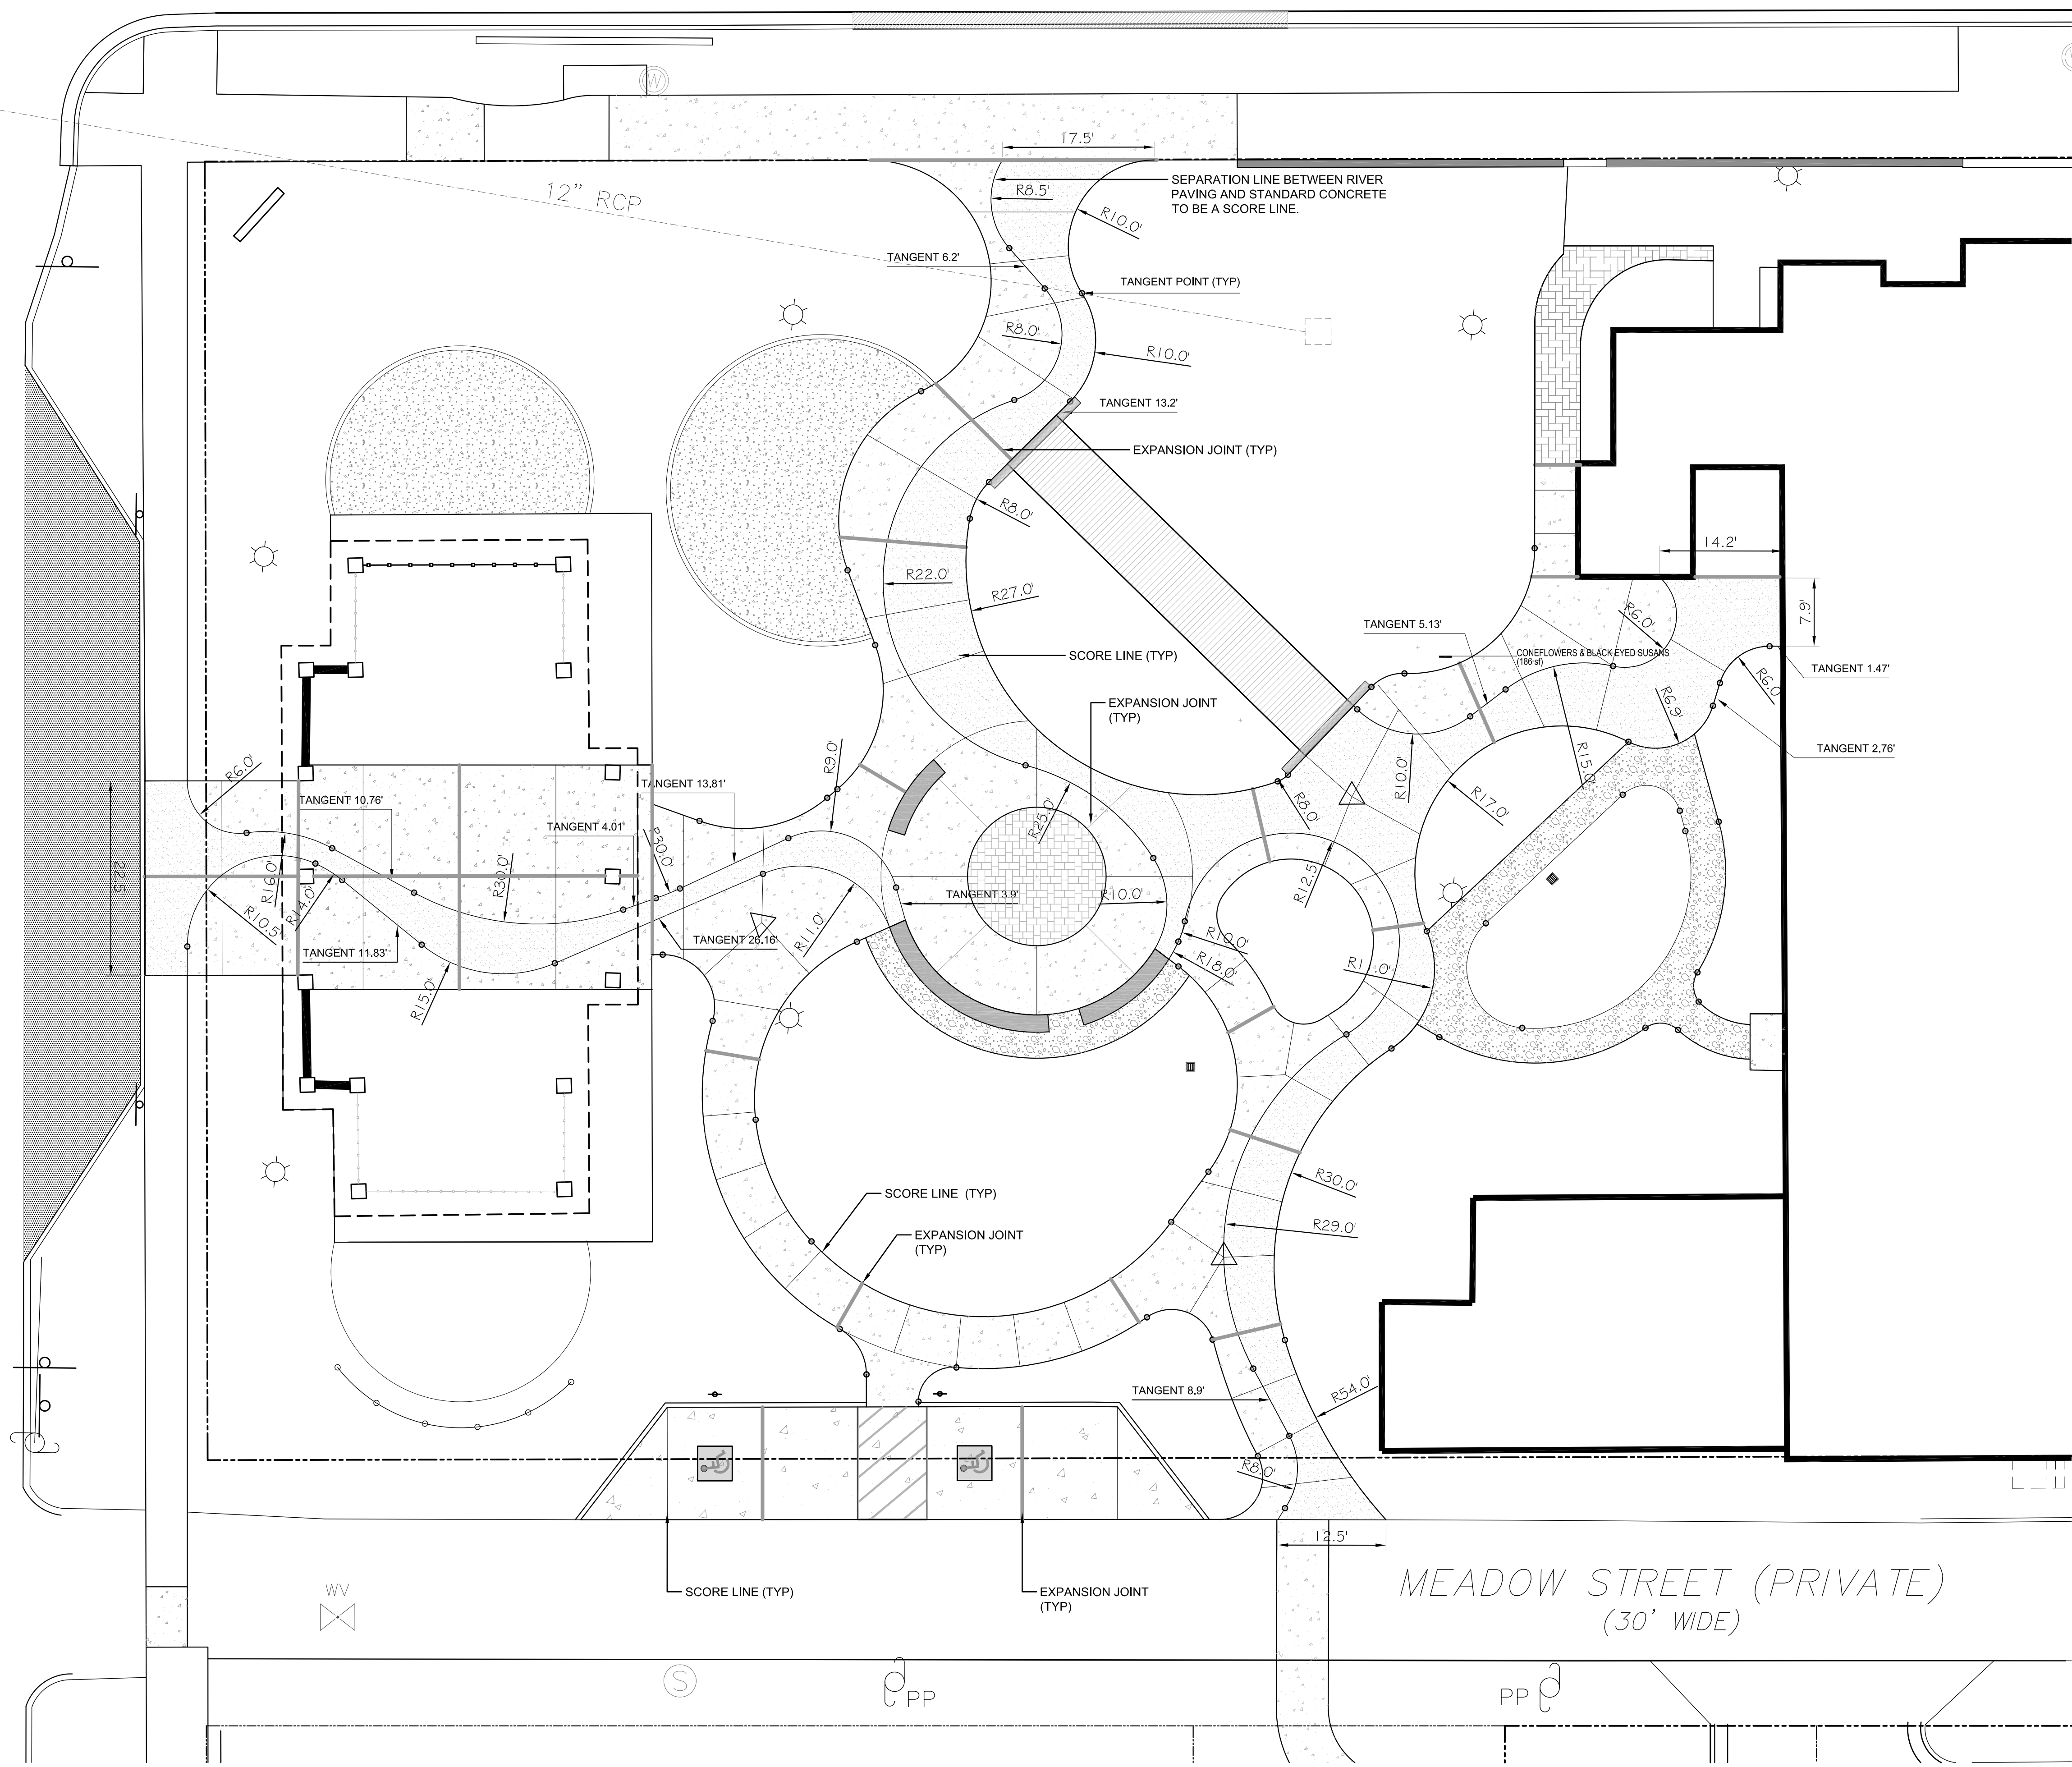 W
17.5'
SEPARATION LINE BETWEEN RIVER
PAVING AND STANDARD CONCRETE
TO BE A SCORE LINE.
R8.5'
12" RCP
R10.0'
TANGENT 6.2'
TANGENT POINT (TYP)
R8.0'
R10.0'
TANGENT 13.2'
EXPANSION JOINT (TYP)
R8.0'
14.2'
R22.0'
R27.0'
7.9'
R6.0'
TANGENT 5.13'
SCORE LINE (TYP)
CONEFLOWERS & BLACK EYED SUSANS
(186 sf)
TANGENT 1.47'
R6.0
EXPANSION JOINT
(TYP)
R6.9'
TANGENT 2.76'
R9.0'
R15.0'
R6.0'
TANGENT 13.81'
R10.0'
TANGENT 10.76'
R25.0'
R8.0'
R17.0'
TANGENT 4.01'
R30.0'
22.5'
R16.0'
R14.0'
R30.0'
TANGENT 3.9'
R10.0'
R12.5'
R10.5'
TANGENT 11.83'
TANGENT 26.16'
R11.0'
R10.0'
R18.0'
R15.0'
SCORE LINE (TYP)
R30.0'
R29.0'
EXPANSION JOINT
(TYP)
TANGENT 8.9'
R54.0'
R8.0'
12.5'
SCORE LINE (TYP)
EXPANSION JOINT
(TYP)
MEADOW STREET (PRIVATE)
(30' WIDE)
WV
S
PP
PP